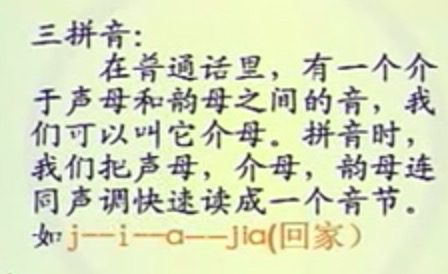 三拼音:
在普通话里，有一个介
于声母和韵母之间的音，我
们可以叫它介母。拼音时，
我们把声母，介母，韵母连
同声调快速读成一个音节。
如j--i--a---jia(回家）